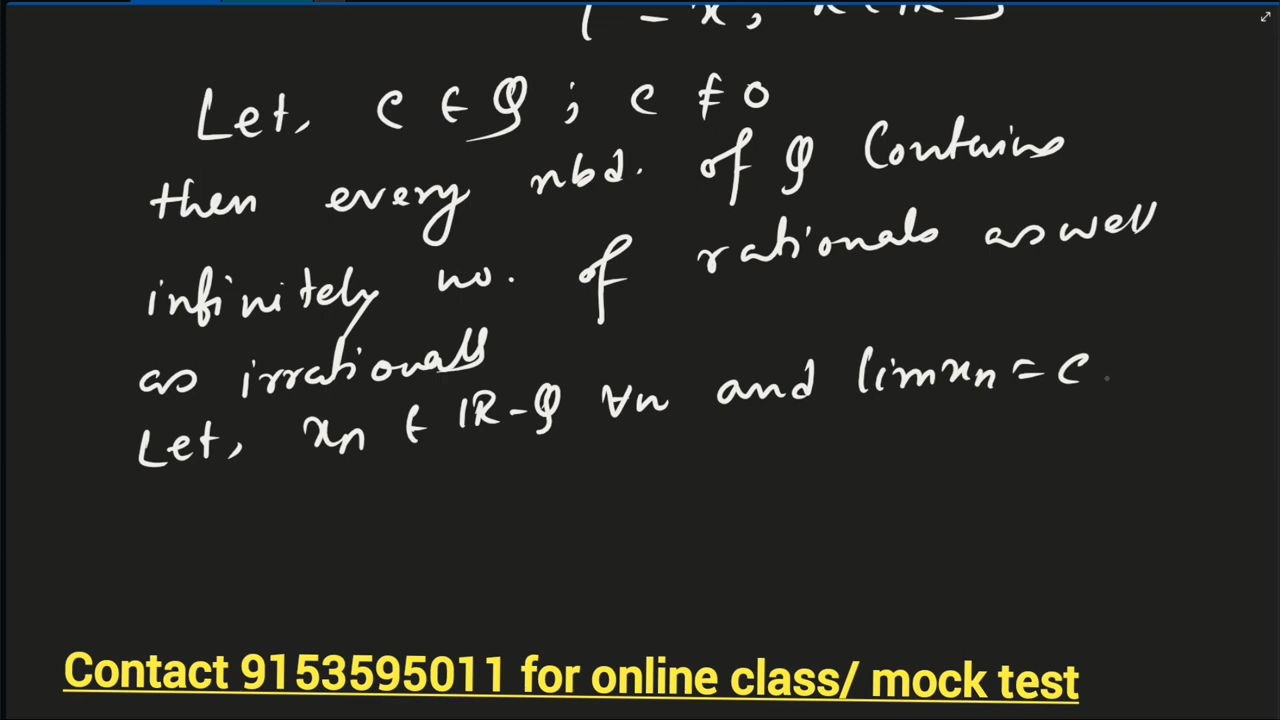 - x, x ∈ IR
Let, c ∈ Q ; c ≠ 0
then every nbd. of Q Contains
infinitely no. of rationals as well
as irrationals
Let, xn ∈ IR - Q ∀n and lim xn = c
Contact 9153595011 for online class/ mock test